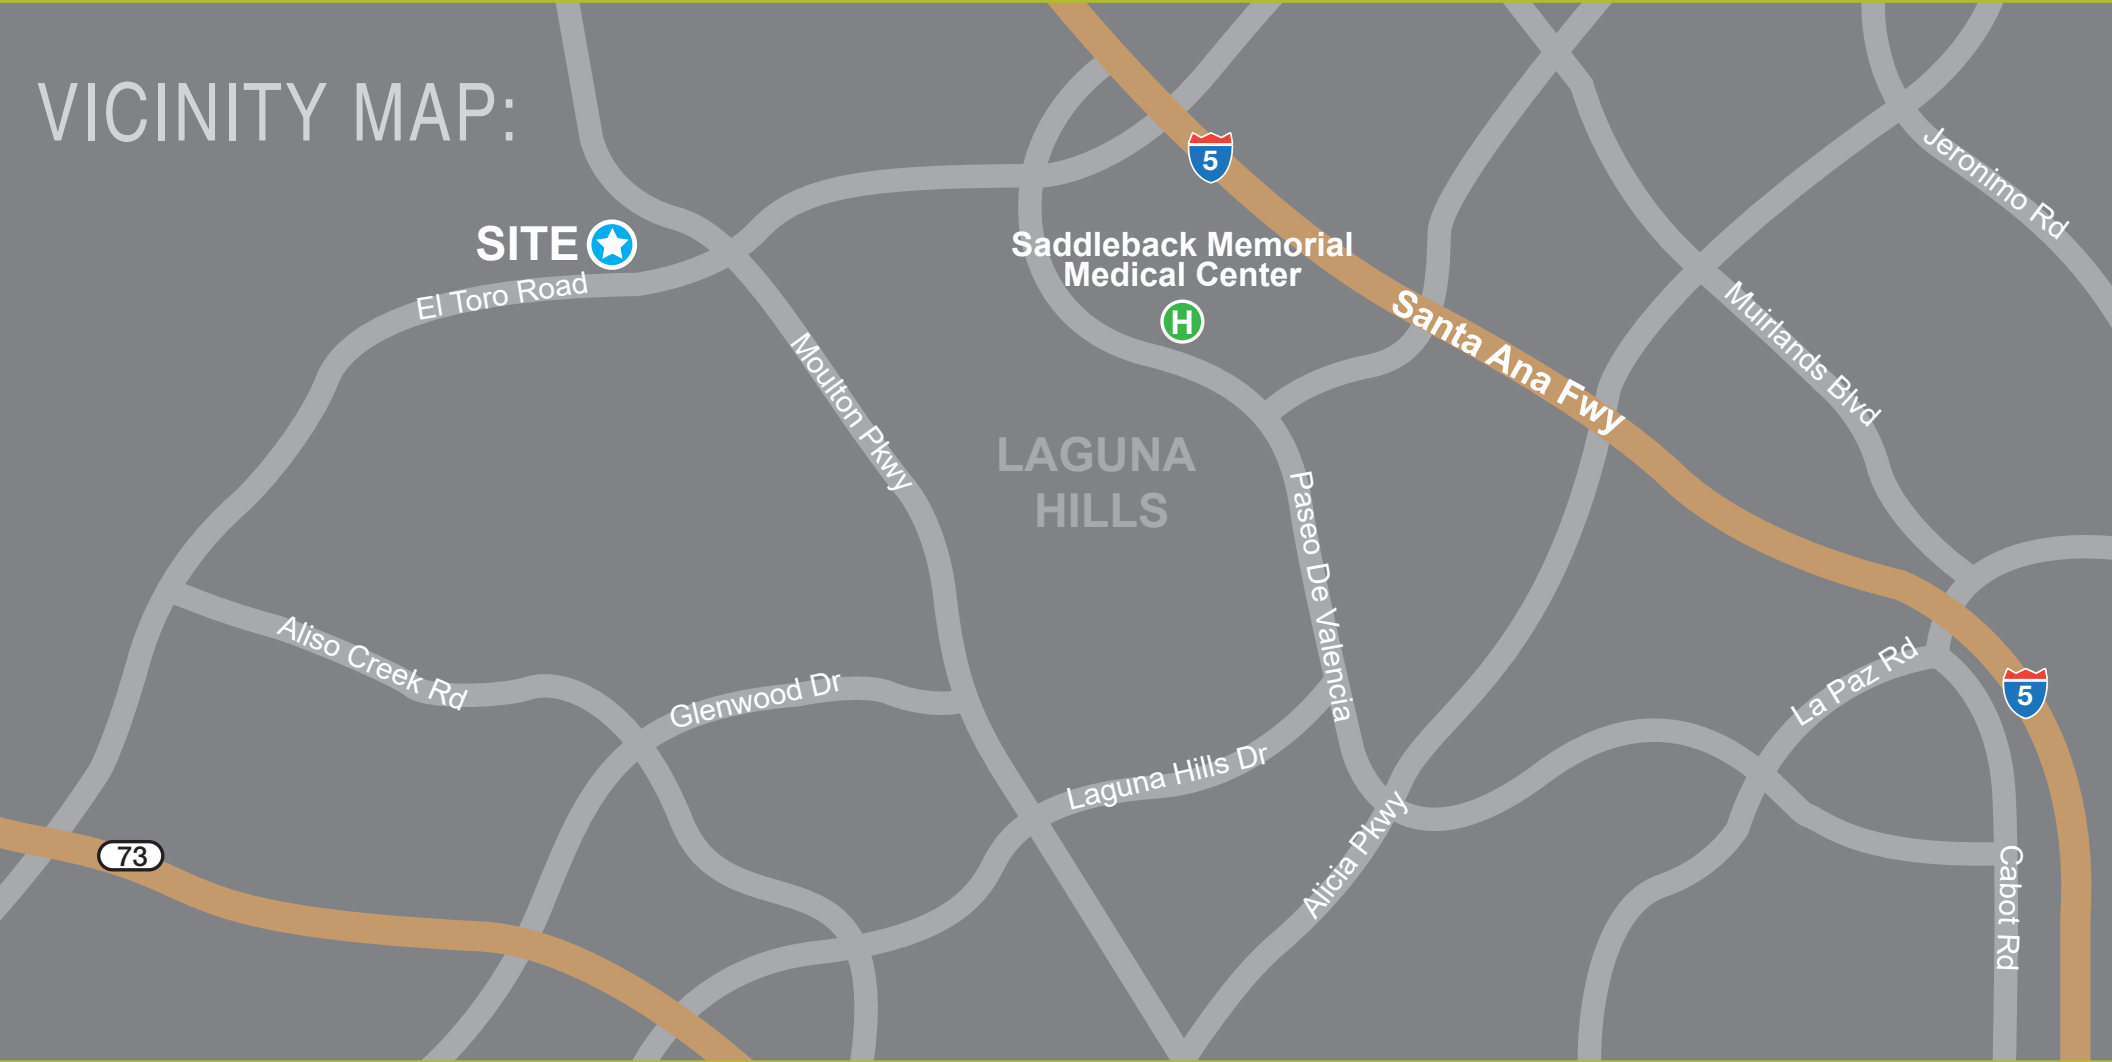 VICINITY MAP:
5
Jeronimo Rd
SITE
Saddleback Memorial
Medical Center
H
El Toro Road
Santa Ana Fwy
Muirlands Blvd
Moulton Pkwy
LAGUNA
HILLS
Paseo De Valencia
Aliso Creek Rd
Glenwood Dr
La Paz Rd
5
Laguna Hills Dr
Alicia Pkwy
73
Cabot Rd